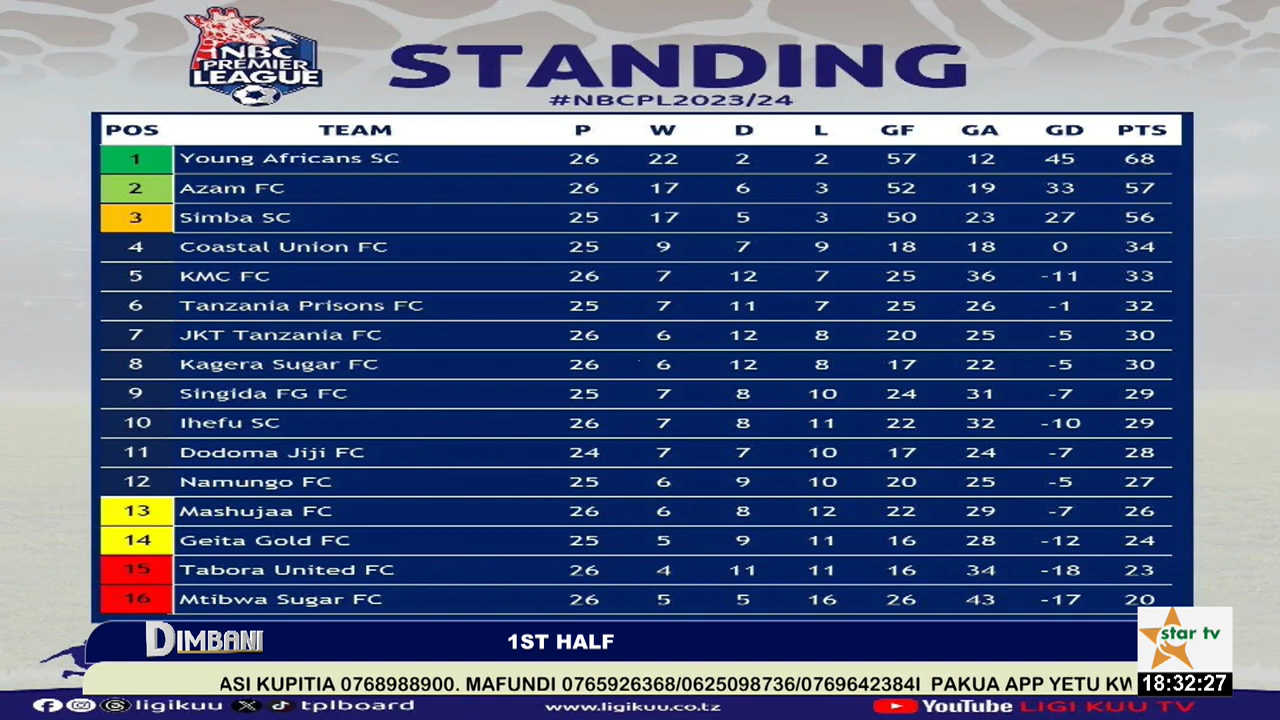 NBC
PREMIER
LEAGUE
STANDING
#NBCPL2023/24
POS TEAM P W D L GF GA GD PTS
1 Young Africans SC 26 22 2 2 57 12 45 68
2 Azam FC 26 17 6 3 52 19 33 57
3 Simba SC 25 17 5 3 50 23 27 56
4 Coastal Union FC 25 9 7 9 18 18 0 34
5 KMC FC 26 7 12 7 25 36 -11 33
6 Tanzania Prisons FC 25 7 11 7 25 26 -1 32
7 JKT Tanzania FC 26 6 12 8 20 25 -5 30
8 Kagera Sugar FC 26 6 12 8 17 22 -5 30
9 Singida FG FC 25 7 8 10 24 31 -7 29
10 Ihefu SC 26 7 8 11 22 32 -10 29
11 Dodoma Jiji FC 24 7 7 10 17 24 -7 28
12 Namungo FC 25 6 9 10 20 25 -5 27
13 Mashujaa FC 26 6 8 12 22 29 -7 26
14 Geita Gold FC 25 5 9 11 16 28 -12 24
15 Tabora United FC 26 4 11 11 16 34 -18 23
16 Mtibwa Sugar FC 26 5 5 16 26 43 -17 20
DIMBANI 1ST HALF
star tv
ASI KUPITIA 0768988900. MAFUNDI 0765926368/0625098736/0769642384I PAKUA APP YETU KW
18:32:27
ligikuu tplboard www.ligikuu.co.tz YouTube LIGI KUU TV